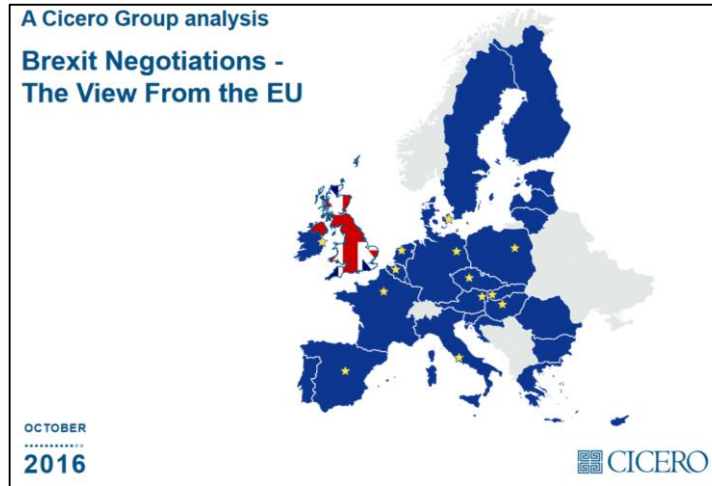 A Cicero Group analysis
Brexit Negotiations -
The View From the EU
OCTOBER
2016
CICERO